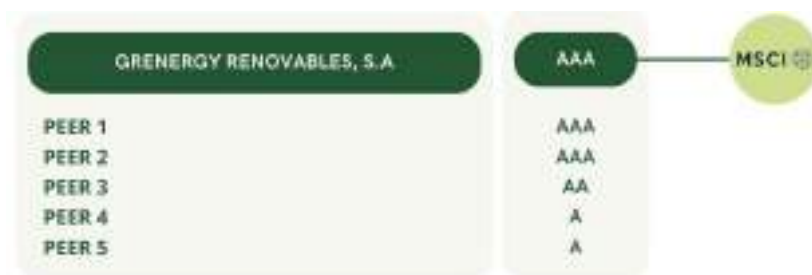 GRENERGY RENOVABLES, S.A AAA MSCI
PEER 1 AAA
PEER 2 AAA
PEER 3 AA
PEER 4 A
PEER 5 A